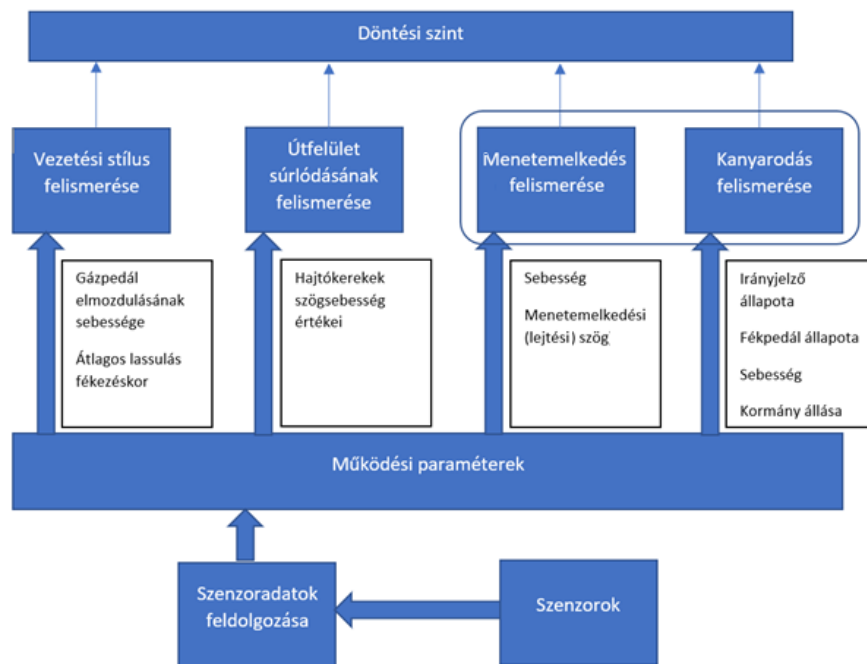 Döntési szint
Vezetési stílus
felismerése
Útfelület
súrlódásának
felismerése
Menetemelkedés
felismerése
Kanyarodás
felismerése
Gázpedál
elmozdulásának
sebessége
Átlagos lassulás
fékezéskor
Hajtókerekek
szögsebesség
értékei
Sebesség
Menetemelkedési
(lejtési) szög
Irányjelző
állapota
Fékpedál állapota
Sebesség
Kormány állása
Működési paraméterek
Szenzoradatok
feldolgozása
Szenzorok